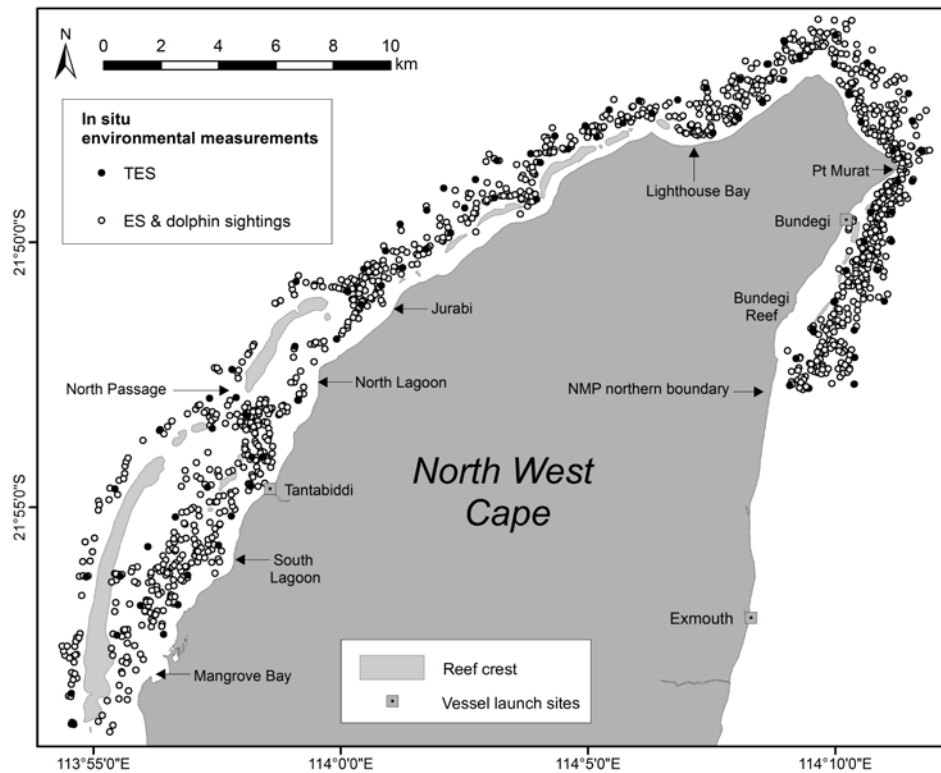 N
0 2 4 6 8 10
km
In situ
environmental measurements
TES
ES & dolphin sightings
Lighthouse Bay
Pt Murat
Bundegi
Bundegi
Reef
Jurabi
North Passage
North Lagoon
NMP northern boundary
North West
Cape
Tantabiddi
South
Lagoon
Exmouth
Mangrove Bay
Reef crest
Vessel launch sites
21°50'0"S
21°55'0"S
113°55'0"E 114°0'0"E 114°5'0"E 114°10'0"E